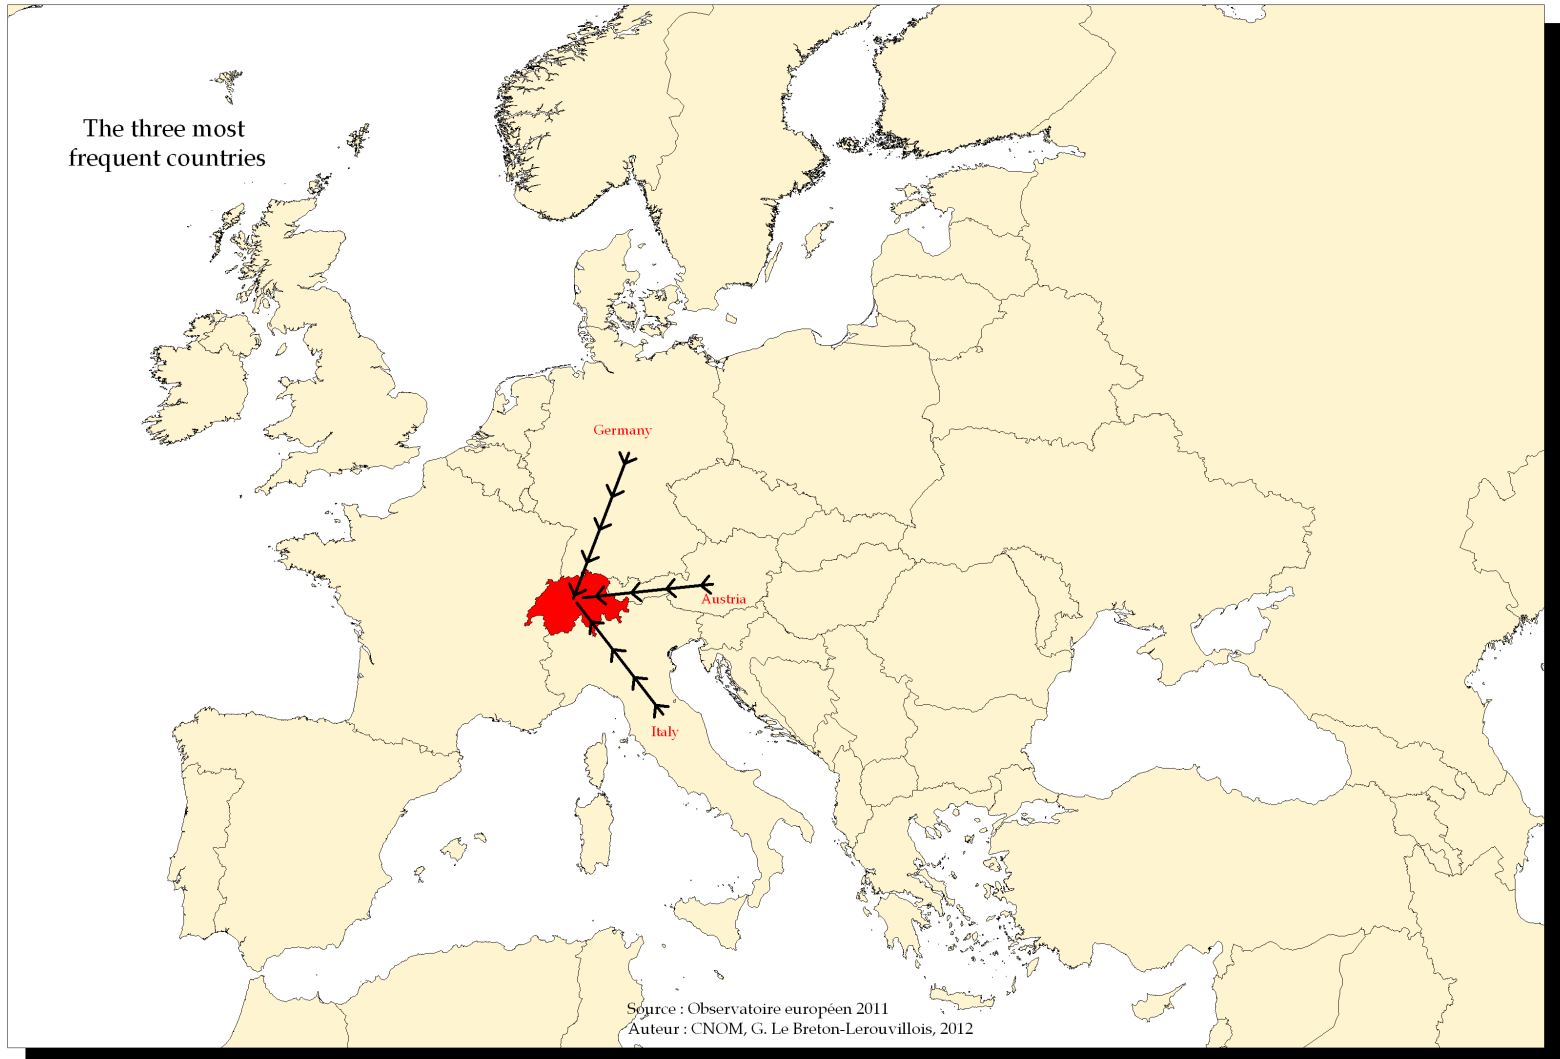 The three most
frequent countries
Germany
Austria
Italy
Source : Observatoire européen 2011
Auteur : CNOM, G. Le Breton-Lerouvillois, 2012